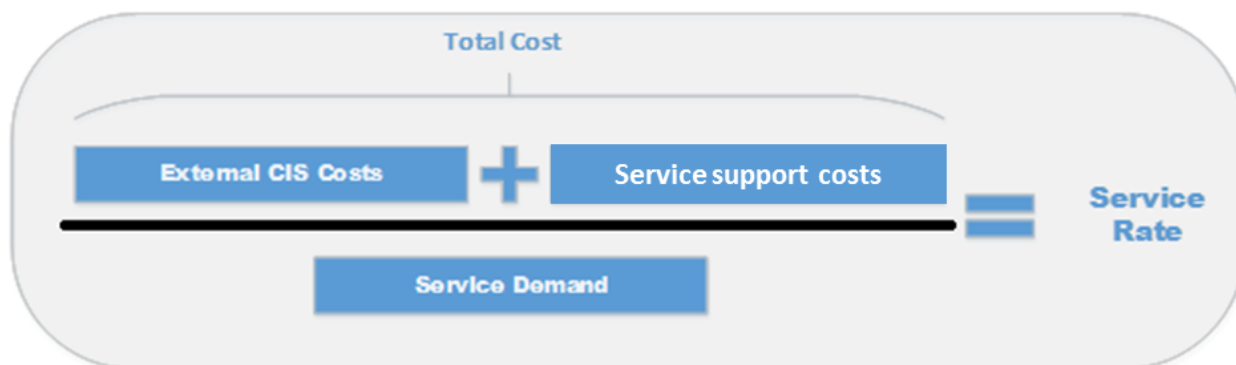 Total Cost
External CIS Costs
Service support costs
Service
Rate
Service Demand